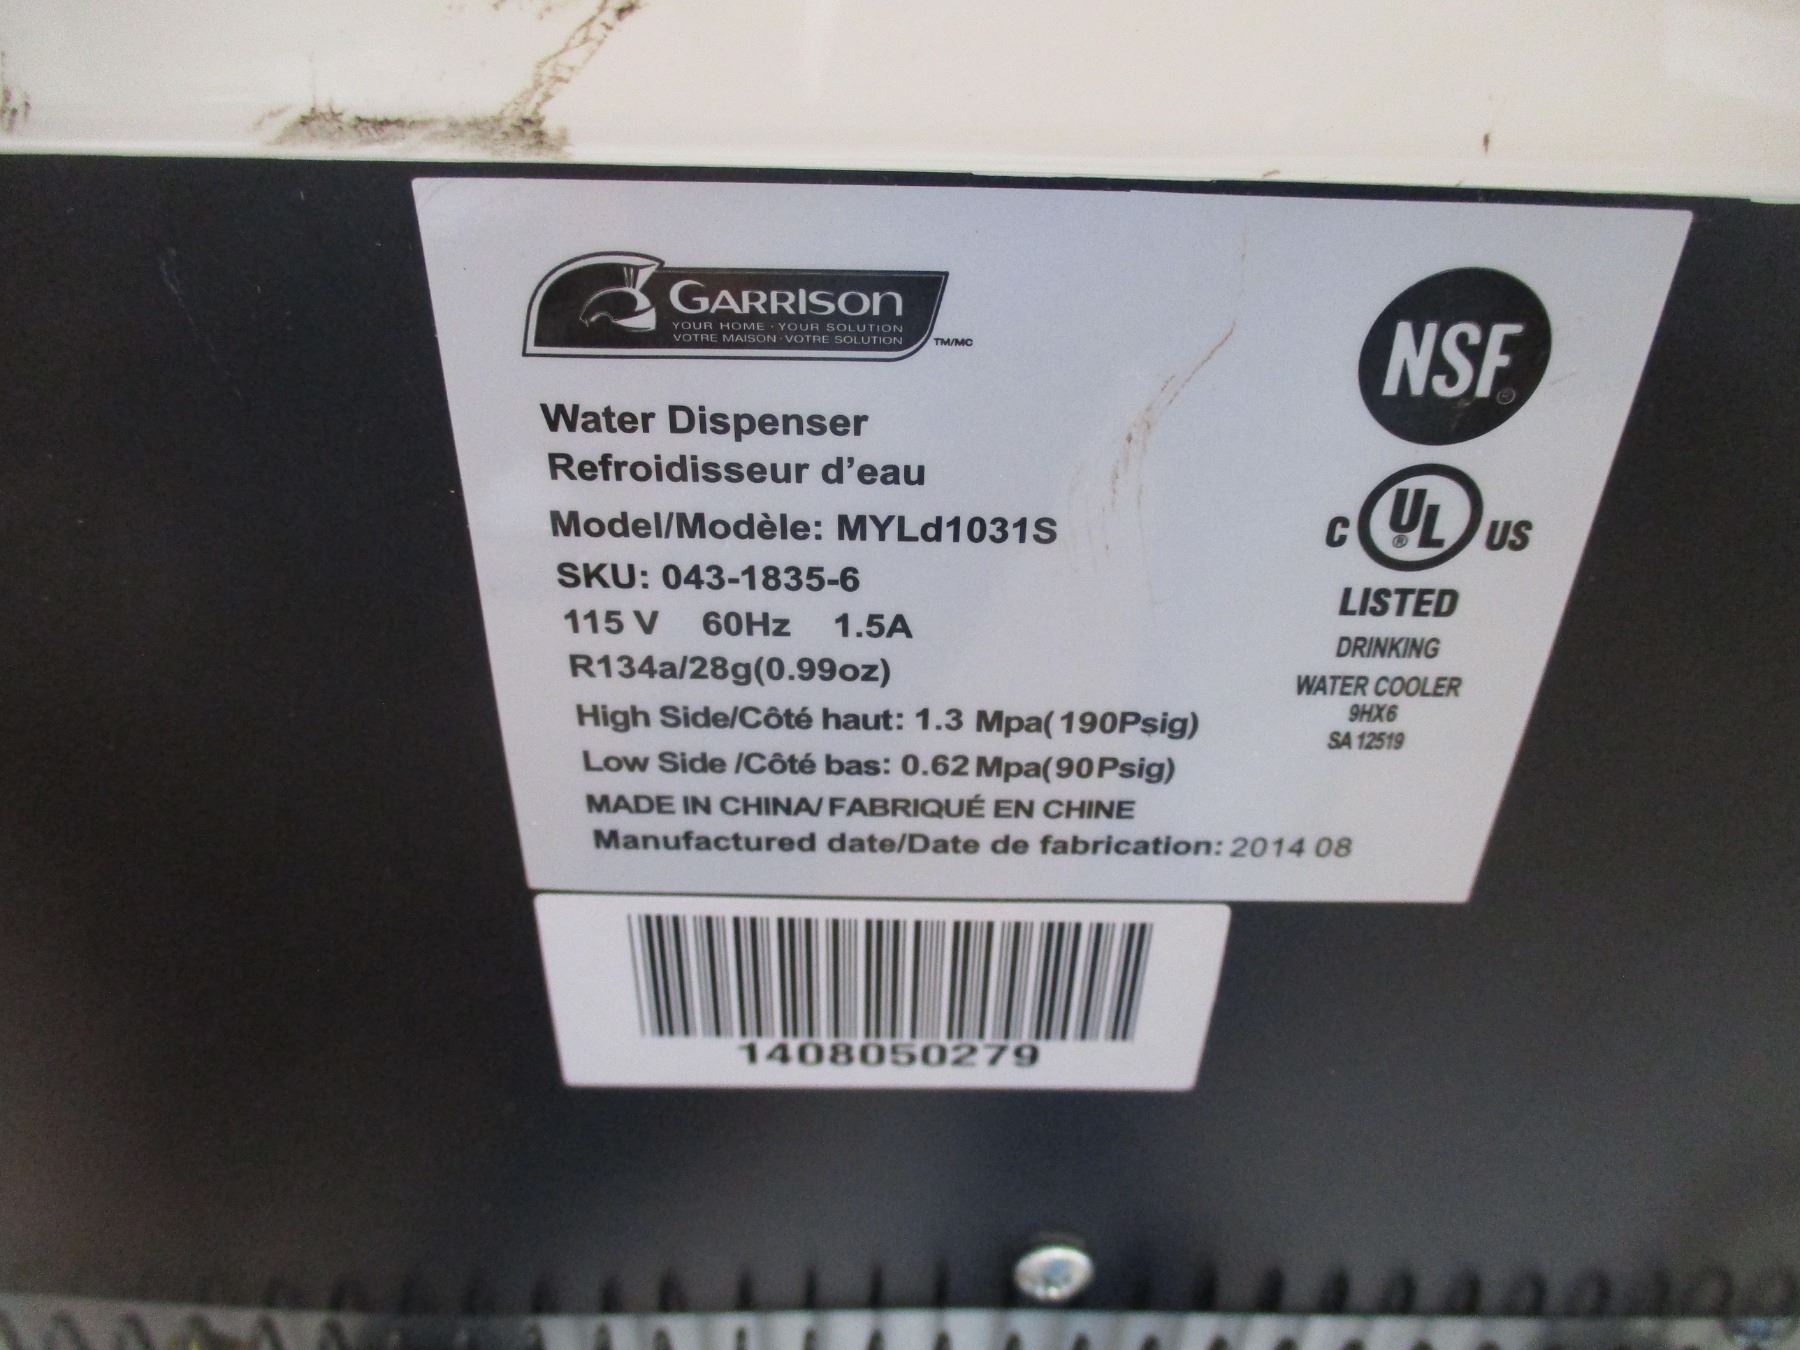 GARRISON
YOUR HOME · YOUR SOLUTION
VOTRE MAISON · VOTRE SOLUTION
TM/MC
Water Dispenser
Refroidisseur d'eau
Model/Modèle: MYLd1031S
SKU: 043-1835-6
115 V 60Hz 1.5A
R134a/28g(0.99oz)
High Side/Côté haut: 1.3 Mpa(190Psig)
Low Side /Côté bas: 0.62 Mpa(90Psig)
MADE IN CHINA/ FABRIQUÉ EN CHINE
Manufactured date/Date de fabrication: 2014 08
NSF®
C UL® US
LISTED
DRINKING
WATER COOLER
9HX6
SA 12519
1408050279